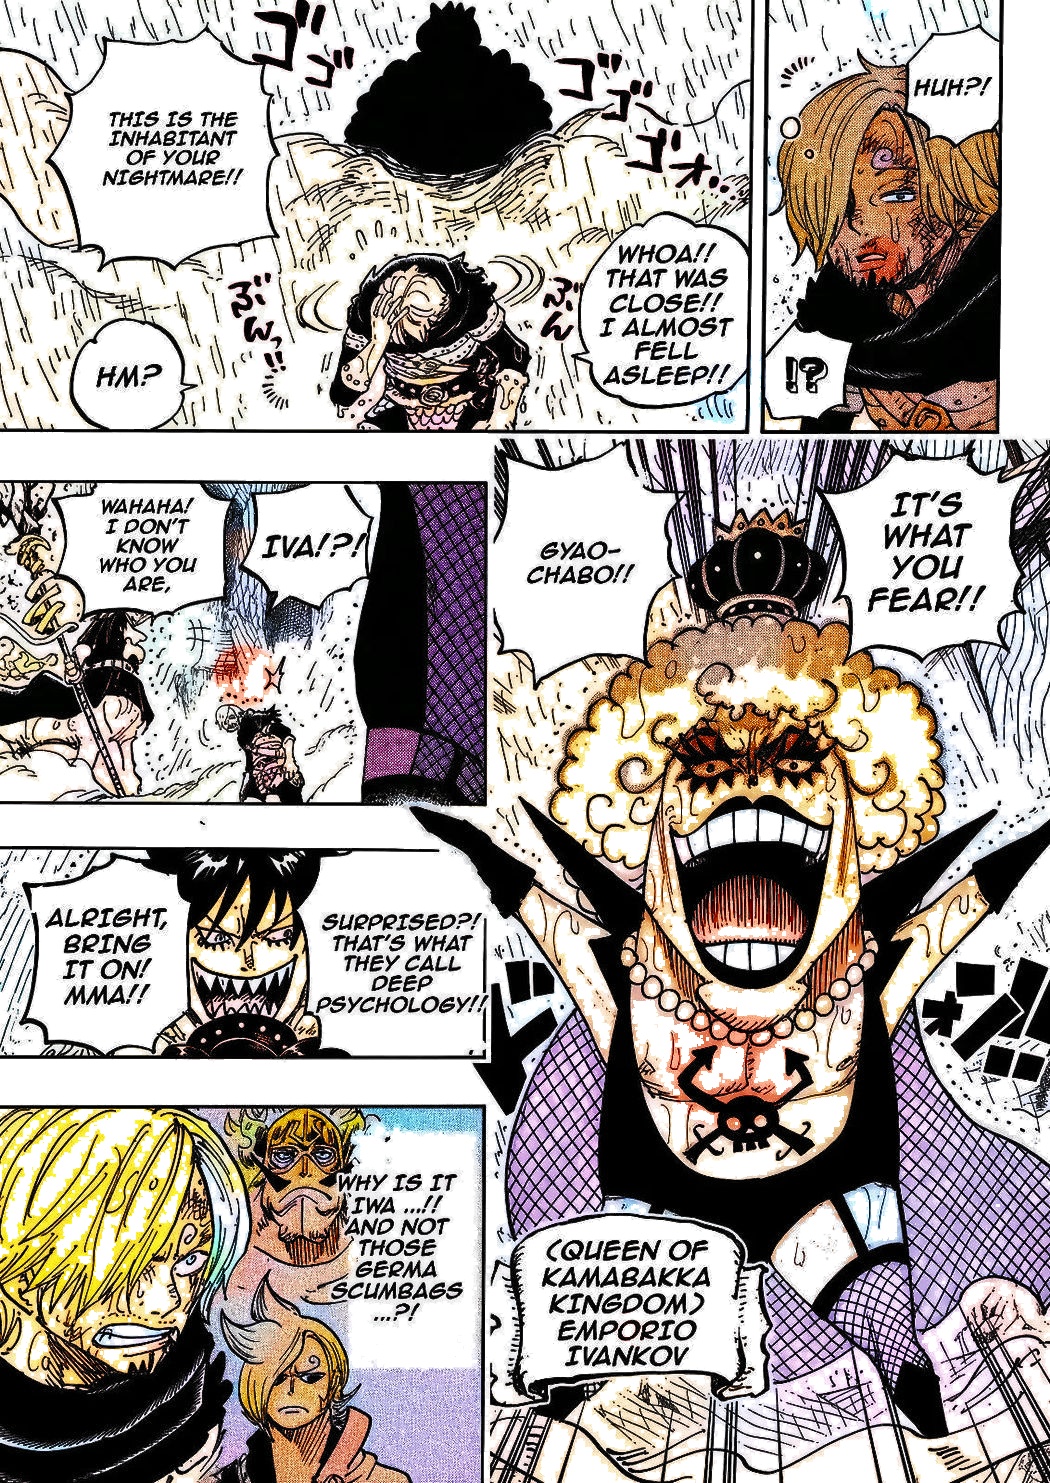 HUH?!
!?
ゴゴゴォ‥
ゴゴ
WHOA!!
THAT WAS
CLOSE!!
I ALMOST
FELL
ASLEEP!!
ぶん
THIS IS THE
INHABITANT
OF YOUR
NIGHTMARE!!
ぶんっ!!
HM?
IT'S
WHAT
YOU
FEAR!!
GYAO-
CHABO!!
(QUEEN OF
KAMABAKKA
KINGDOM)
EMPORIO
IVANKOV
IVA!?!
WAHAHA!
I DON'T
KNOW
WHO YOU
ARE,
SURPRISED?!
THAT'S WHAT
THEY CALL
DEEP
PSYCHOLOGY!!
ALRIGHT,
BRING
IT ON!
MMA!!
WHY IS IT
IWA ...!!
AND NOT
THOSE
GERMA
SCUMBAGS
...?!